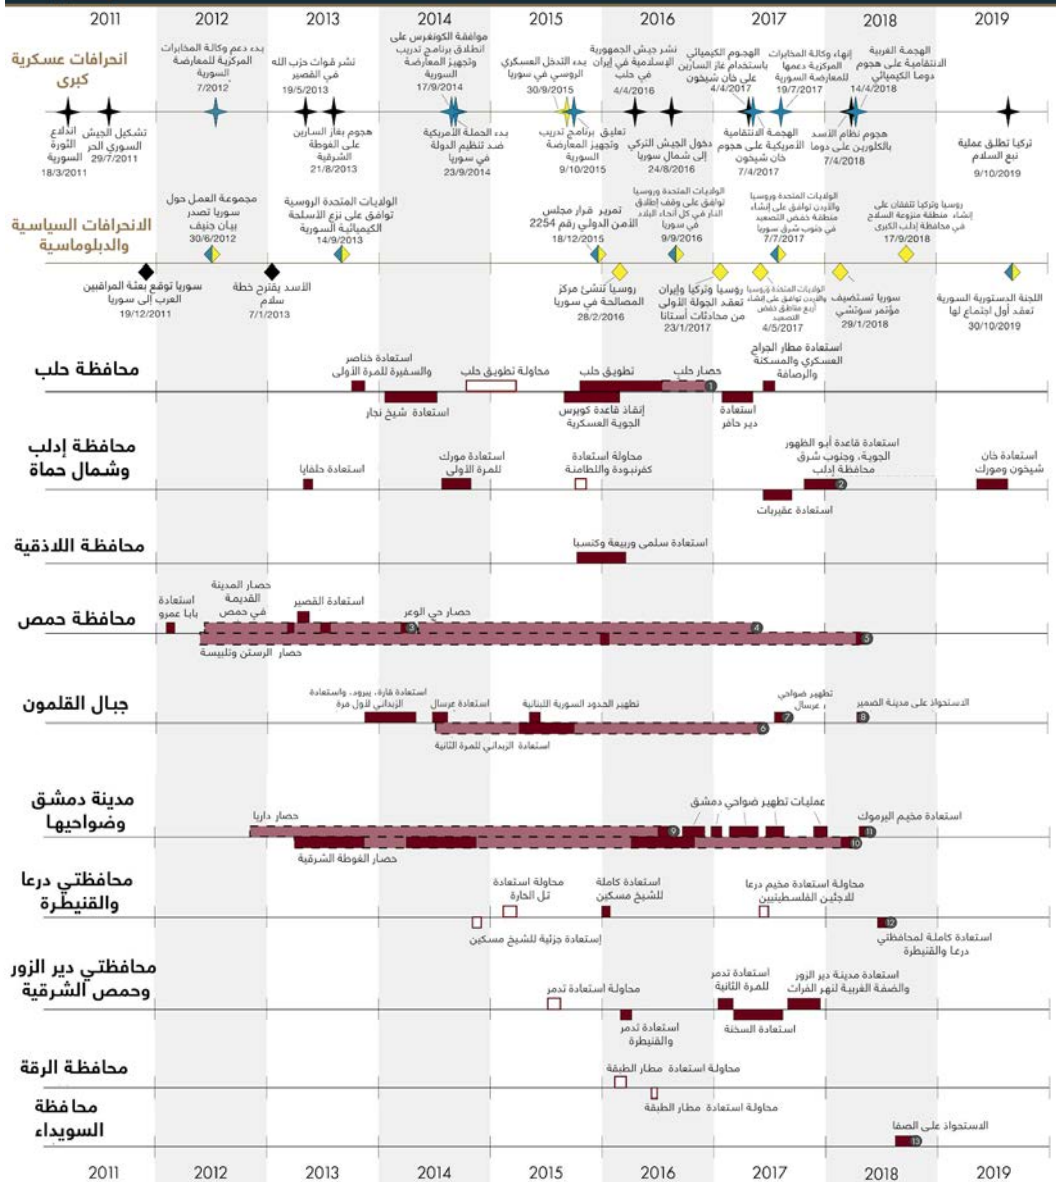 2011 2012 2013 2014 2015 2016 2017 2018 2019
انحرافات عسكرية
كبرى
اندلاع
الثورة
السورية
18/3/2011
تشكيل الجيش
السوري الحر
29/7/2011
بدء دعم وكالة المخابرات
المركزية للمعارضة
السورية
7/2012
نشر قوات حزب الله
في القصير
19/5/2013
هجوم بغاز السارين
على الغوطة
الشرقية
21/8/2013
موافقة الكونغرس على
انطلاق برنامج تدريب
وتجهيز المعارضة
السورية
17/9/2014
بدء الحملة الأمريكية
ضد تنظيم الدولة
في سوريا
23/9/2014
بدء التدخل العسكري
الروسي في سوريا
30/9/2015
تعليق برنامج تدريب
وتجهيز المعارضة
السورية
9/10/2015
نشر جيش الجمهورية
الإسلامية في إيران
في حلب
4/4/2016
دخول الجيش التركي
إلى شمال سوريا
24/8/2016
الهجوم الكيميائي
باستخدام غاز السارين
على خان شيخون
4/4/2017
الهجمة الانتقامية
الأمريكية على هجوم
خان شيخون
7/4/2017
إنهاء وكالة المخابرات
المركزية دعمها
للمعارضة السورية
19/7/2017
الهجمة الغربية
الانتقامية على هجوم
دوما الكيميائي
14/4/2018
هجوم نظام الأسد
بالكلورين على دوما
7/4/2018
تركيا تطلق عملية
نبع السلام
9/10/2019
الانحرافات السياسية
والدبلوماسية
سوريا توقع بعثة المراقبين
العرب إلى سوريا
19/12/2011
مجموعة العمل حول
سوريا تصدر
بيان جنيف
30/6/2012
الأسد يقترح خطة
سلام
7/1/2013
الولايات المتحدة الروسية
توافق على نزع الأسلحة
الكيميائية السورية
14/9/2013
تمرير قرار مجلس
الأمن الدولي رقم 2254
18/12/2015
روسيا تنشئ مركز
المصالحة في سوريا
28/2/2016
الولايات المتحدة وروسيا
توافق على وقف إطلاق
النار في كل أنحاء البلاد
في سوريا
9/9/2016
روسيا وتركيا وإيران
تعقد الجولة الأولى
من محادثات أستانا
23/1/2017
الولايات المتحدة وروسيا
والأردن توافق على إنشاء
أربع مناطق خفض
التصعيد
4/5/2017
الولايات المتحدة وروسيا
والأردن توافق على إنشاء
منطقة خفض التصعيد
في جنوب شرق سوريا
7/7/2017
سوريا تستضيف
مؤتمر سوتشي
29/1/2018
روسيا وتركيا تتفقان على
إنشاء منطقة منزوعة السلاح
في محافظة إدلب الكبرى
17/9/2018
اللجنة الدستورية السورية
تعقد أول اجتماع لها
30/10/2019
محافظة حلب
استعادة خناصر
والسفيرة للمرة الأولى
استعادة شيخ نجار
محاولة تطويق حلب
تطويق حلب
حصار حلب
1
إنقاذ قاعدة كويرس
الجوية العسكرية
استعادة
دير حافر
استعادة مطار الجراح
العسكري والمسكنة
والرصافة
محافظة إدلب
وشمال حماة
استعادة حلفايا
استعادة مورك
للمرة الأولى
محاولة استعادة
كفرنبودة واللطامنة
استعادة قاعدة أبو الظهور
الجوية، وجنوب شرق
محافظة إدلب
2
استعادة عقيربات
استعادة خان
شيخون ومورك
محافظة اللاذقية
استعادة سلمى وربيعة وكنسبا
محافظة حمص
استعادة
بابا عمرو
حصار المدينة
القديمة
في حمص
استعادة القصير
حصار حي الوعر
3
4
حصار الرستن وتلبيسة
5
جبال القلمون
استعادة قارة، يبرود، واستعادة
الزبداني لأول مرة
استعادة عرسال
تطهير الحدود السورية اللبنانية
استعادة الزبداني للمرة الثانية
6
تطهير ضواحي
عرسال
7
الاستحواذ على مدينة الضمير
8
مدينة دمشق
وضواحيها
حصار داريا
9
عمليات تطهير ضواحي دمشق
حصار الغوطة الشرقية
10
استعادة مخيم اليرموك
11
محافظتي درعا
والقنيطرة
إستعادة جزئية للشيخ مسكين
محاولة استعادة
تل الحارة
استعادة كاملة
للشيخ مسكين
محاولة استعادة مخيم درعا
للاجئين الفلسطينيين
12
استعادة كاملة لمحافظتي
درعا والقنيطرة
محافظتي دير الزور
وحمص الشرقية
محاولة استعادة تدمر
استعادة تدمر
والقنيطرة
استعادة تدمر
للمرة الثانية
استعادة السخنة
استعادة مدينة دير الزور
والضفة الغربية لنهر الفرات
محافظة الرقة
محاولة استعادة مطار الطبقة
محاولة استعادة مطار الطبقة
محافظة
السويداء
الاستحواذ على الصفا
13
2011 2012 2013 2014 2015 2016 2017 2018 2019